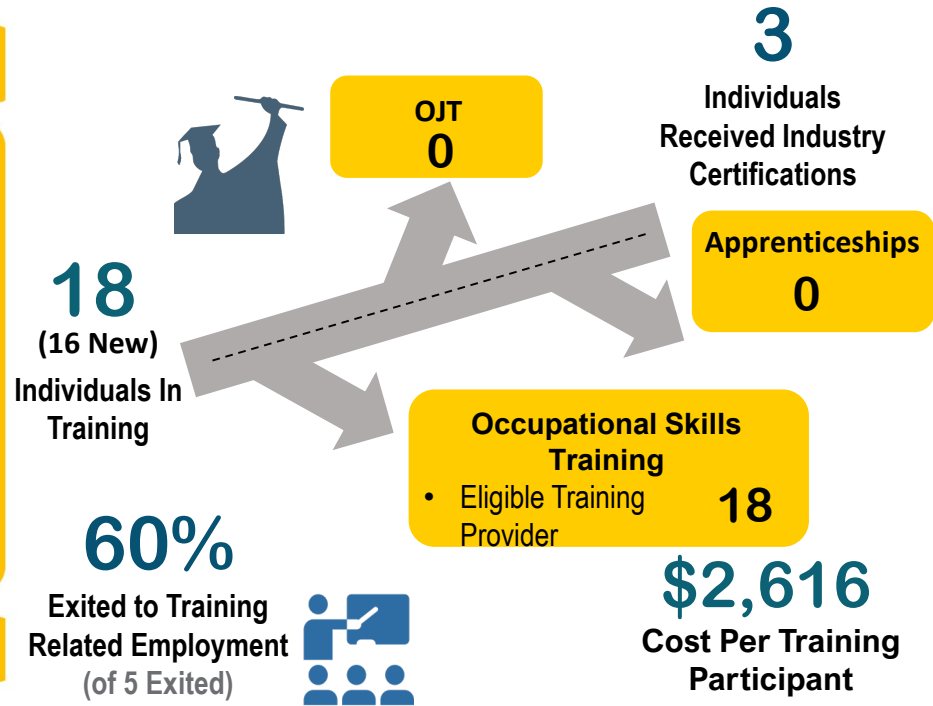 3
Individuals
Received Industry
Certifications
OJT
0
Apprenticeships
0
18
(16 New)
Individuals In
Training
Occupational Skills
Training
• Eligible Training
Provider
18
60%
Exited to Training
Related Employment
(of 5 Exited)
$2,616
Cost Per Training
Participant